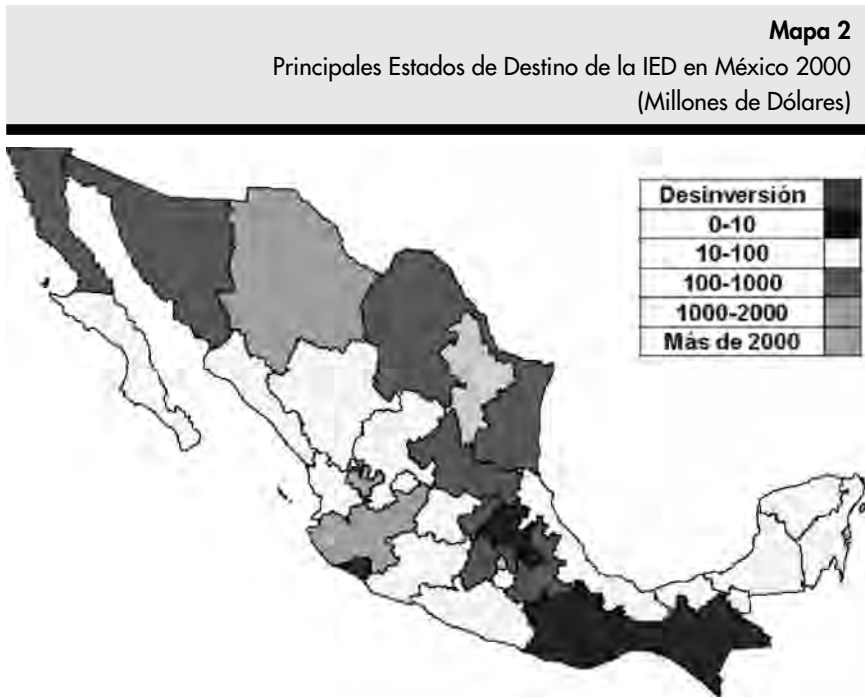 Mapa 2
Principales Estados de Destino de la IED en México 2000
(Millones de Dólares)
Desinversión
0-10
10-100
100-1000
1000-2000
Más de 2000